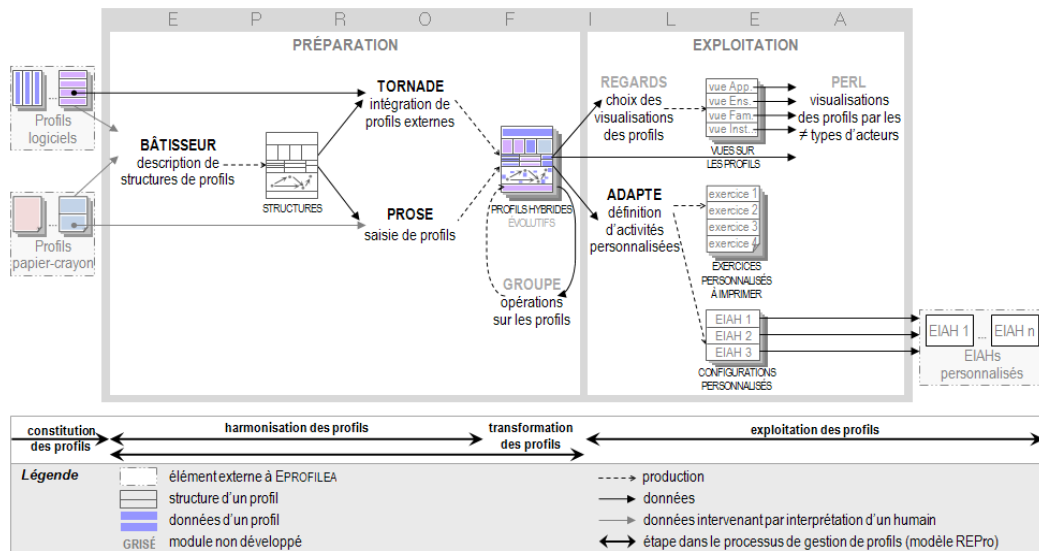 E P R O F I L E A
PRÉPARATION
EXPLOITATION
...
Profils
logiciels
...
Profils
papier-crayon
BÂTISSEUR
description de
structures de profils
STRUCTURES
TORNADE
intégration de
profils externes
PROSE
saisie de profils
PROFILS HYBRIDES
ÉVOLUTIFS
GROUPE
opérations
sur les profils
REGARDS
choix des
visualisations
des profils
vue App.
vue Ens.
vue Fam.
vue Inst..
VUES SUR
LES PROFILS
PERL
visualisations
des profils par les
≠ types d'acteurs
ADAPTE
définition
d'activités
personnalisées
exercice 1
exercice 2
exercice 3
exercice 4
EXERCICES
PERSONNALISÉS
À IMPRIMER
EIAH 1
EIAH 2
EIAH 3
CONFIGURATIONS
PERSONNALISÉS
EIAH 1 ... EIAH n
EIAHs
personnalisés
constitution
des profils
harmonisation des profils
transformation
des profils
exploitation des profils
Légende
élément externe à EPROFILEA
structure d'un profil
données d'un profil
GRISÉ module non développé
production
données
données intervenant par interprétation d'un humain
étape dans le processus de gestion de profils (modèle REPro)